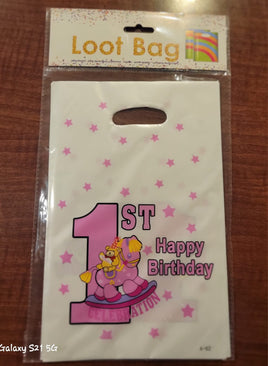 Loot Bag
1ST
Happy
Birthday
CELEBRATION
Galaxy S21 5G